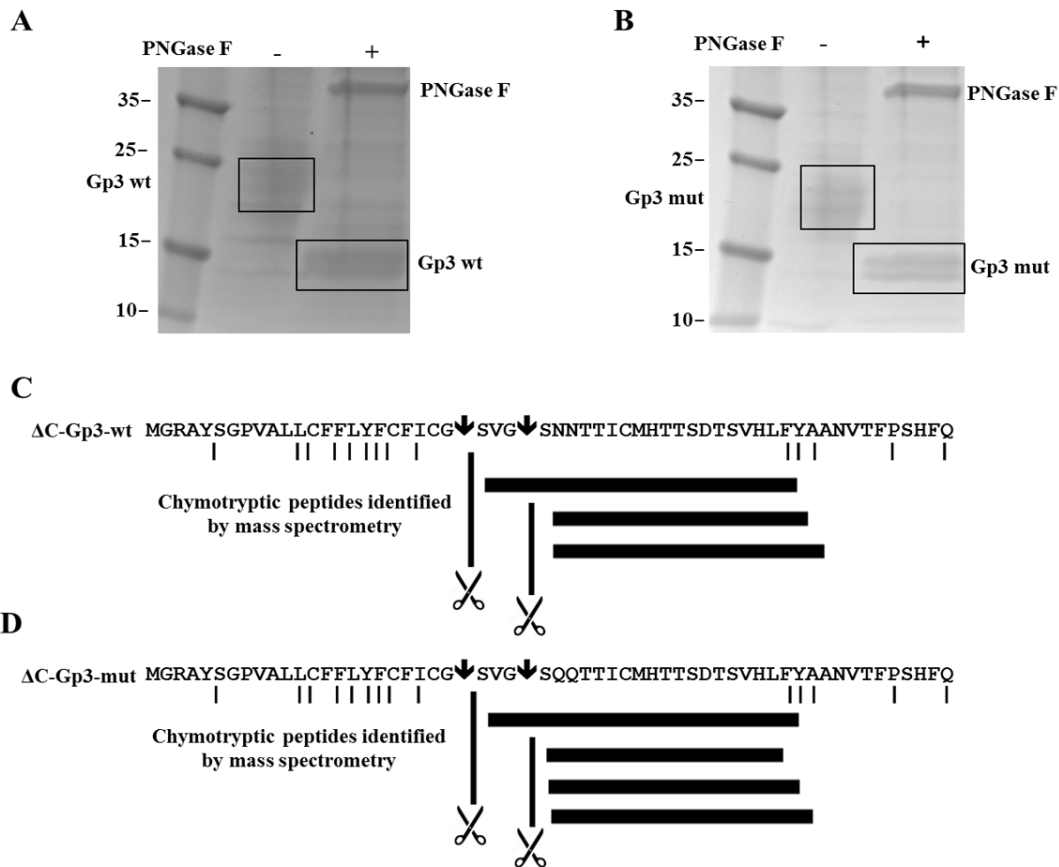 A
PNGase F - +
35-
PNGase F
25-
Gp3 wt
15-
Gp3 wt
10-
B
PNGase F - +
35-
PNGase F
25-
Gp3 mut
15-
Gp3 mut
10-
C
ΔC-Gp3-wt MGRAYSGPVALLCFFLYFCFICG SVG SNNTTICMHTTSDTSVHLFYAANVTFPSHFQ
Chymotryptic peptides identified
by mass spectrometry
D
ΔC-Gp3-mut MGRAYSGPVALLCFFLYFCFICG SVG SQQTTICMHTTSDTSVHLFYAANVTFPSHFQ
Chymotryptic peptides identified
by mass spectrometry